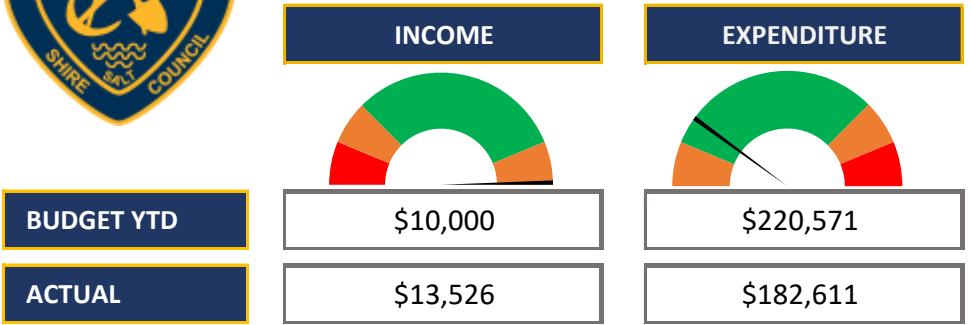 SHIRE SALT COUNCIL
INCOME EXPENDITURE
BUDGET YTD $10,000 $220,571
ACTUAL $13,526 $182,611